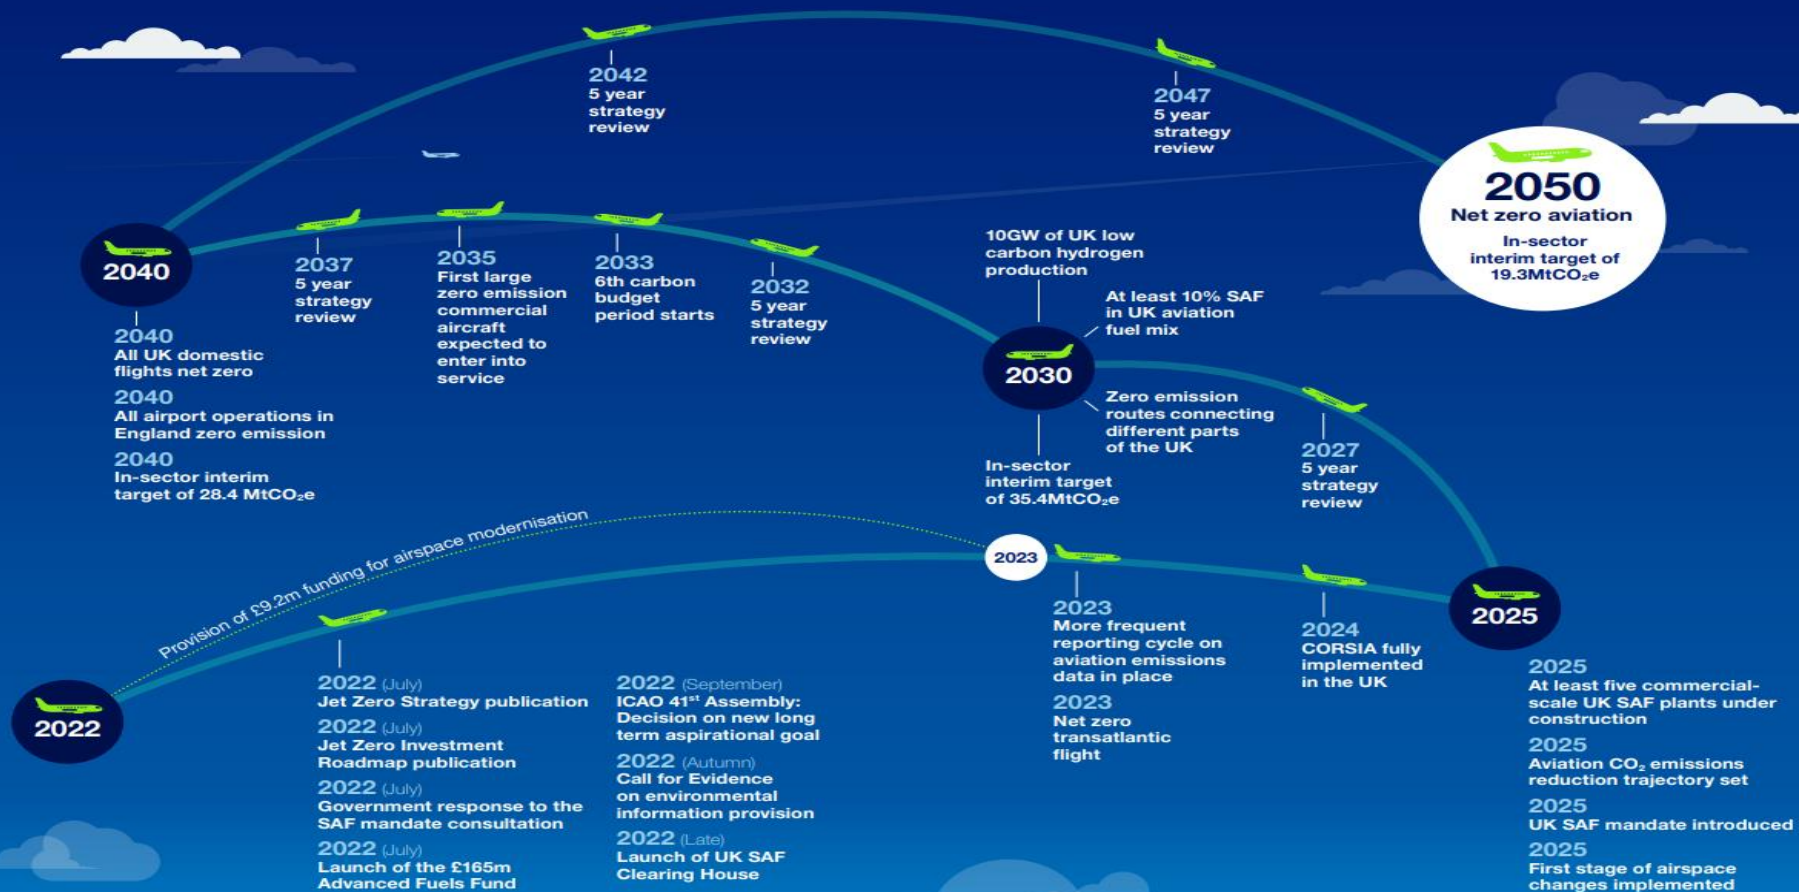 2042
5 year
strategy
review
2047
5 year
strategy
review
2050
Net zero aviation
In-sector
interim target of
19.3MtCO₂e
2040
2040
All UK domestic
flights net zero
2040
All airport operations in
England zero emission
2040
In-sector interim
target of 28.4 MtCO₂e
2037
5 year
strategy
review
2035
First large
zero emission
commercial
aircraft
expected to
enter into
service
2033
6th carbon
budget
period starts
2032
5 year
strategy
review
10GW of UK low
carbon hydrogen
production
At least 10% SAF
in UK aviation
fuel mix
2030
Zero emission
routes connecting
different parts
of the UK
In-sector
interim target
of 35.4MtCO₂e
2027
5 year
strategy
review
Provision of £9.2m funding for airspace modernisation
2022
2022 (July)
Jet Zero Strategy publication
2022 (July)
Jet Zero Investment
Roadmap publication
2022 (July)
Government response to the
SAF mandate consultation
2022 (July)
Launch of the £165m
Advanced Fuels Fund
2022 (September)
ICAO 41st Assembly:
Decision on new long
term aspirational goal
2022 (Autumn)
Call for Evidence
on environmental
information provision
2022 (Late)
Launch of UK SAF
Clearing House
2023
2023
More frequent
reporting cycle on
aviation emissions
data in place
2023
Net zero
transatlantic
flight
2024
CORSIA fully
implemented
in the UK
2025
2025
At least five commercial-
scale UK SAF plants under
construction
2025
Aviation CO₂ emissions
reduction trajectory set
2025
UK SAF mandate introduced
2025
First stage of airspace
changes implemented